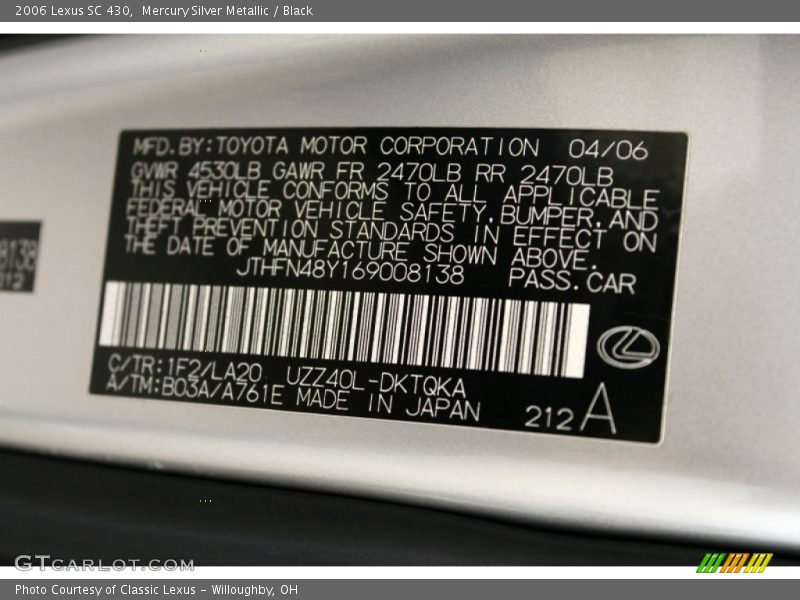 2006 Lexus SC 430, Mercury Silver Metallic / Black
MFD.BY:TOYOTA MOTOR CORPORATION 04/06
GVWR 4530LB GAWR FR 2470LB RR 2470LB
THIS VEHICLE CONFORMS TO ALL APPLICABLE
FEDERAL MOTOR VEHICLE SAFETY,BUMPER,AND
THEFT PREVENTION STANDARDS IN EFFECT ON
THE DATE OF MANUFACTURE SHOWN ABOVE.
JTHFN48Y169008138 PASS.CAR
8138
212
C/TR:1F2/LA20 UZZ40L-DKTQKA
A/TM:B03A/A761E MADE IN JAPAN 212 A
GTCARLOT.COM
Photo Courtesy of Classic Lexus - Willoughby, OH